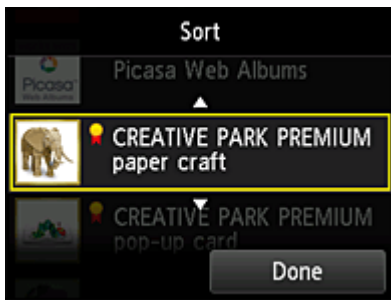 Sort
Picasa Web Albums
Picasa
CREATIVE PARK PREMIUM
paper craft
CREATIVE PARK PREMIUM
pop-up card
Done